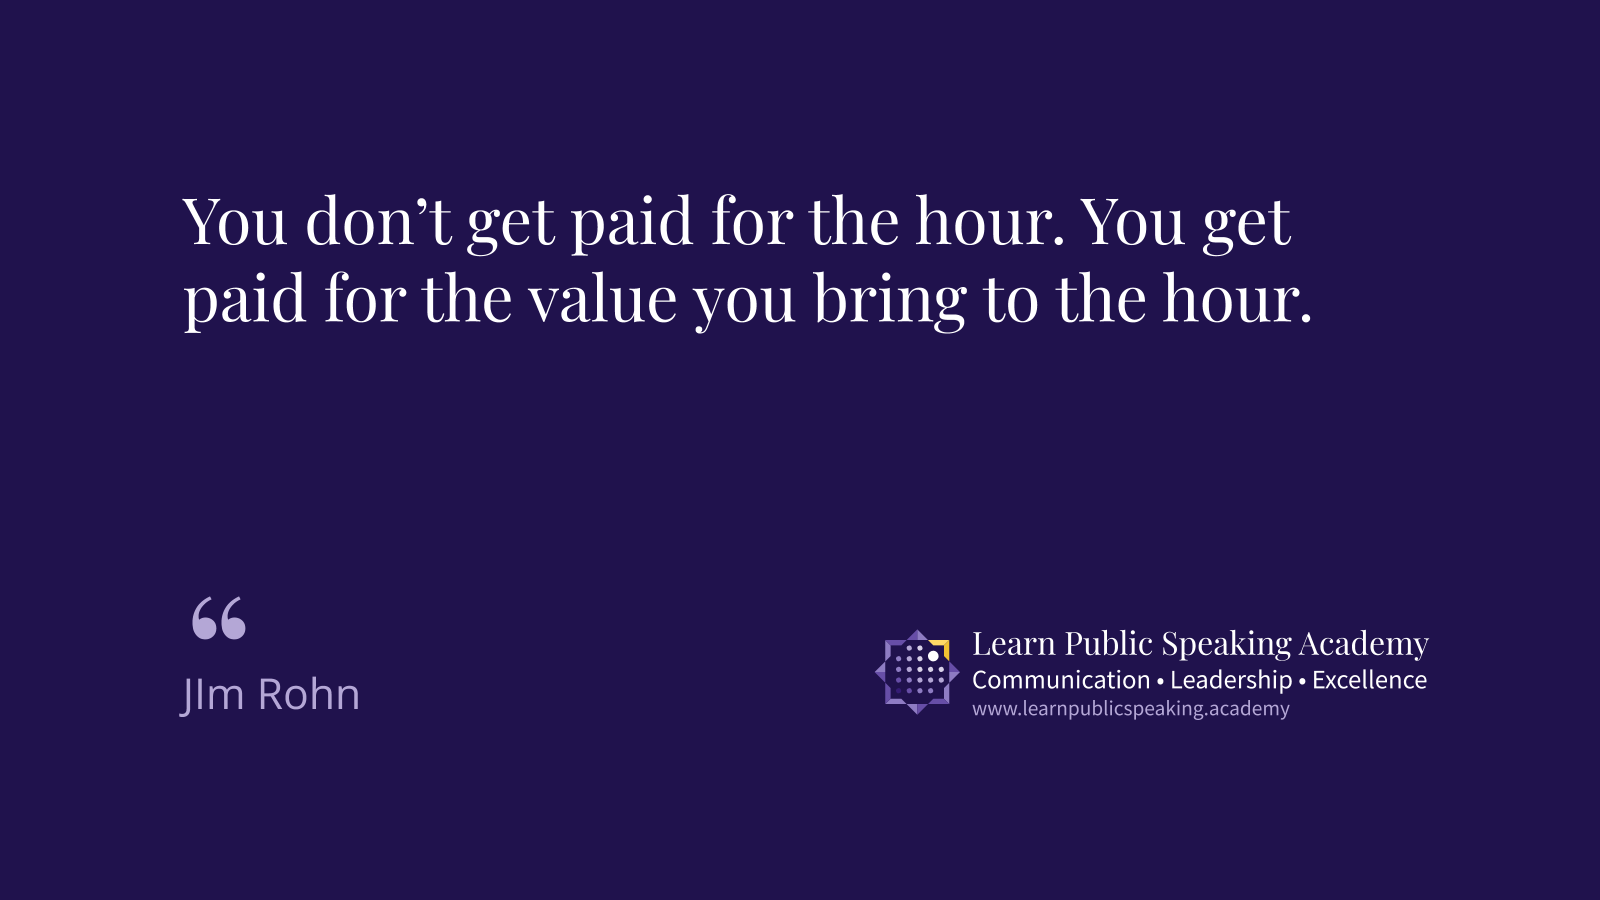 You don’t get paid for the hour. You get
paid for the value you bring to the hour.
“
JIm Rohn
Learn Public Speaking Academy
Communication • Leadership • Excellence
www.learnpublicspeaking.academy